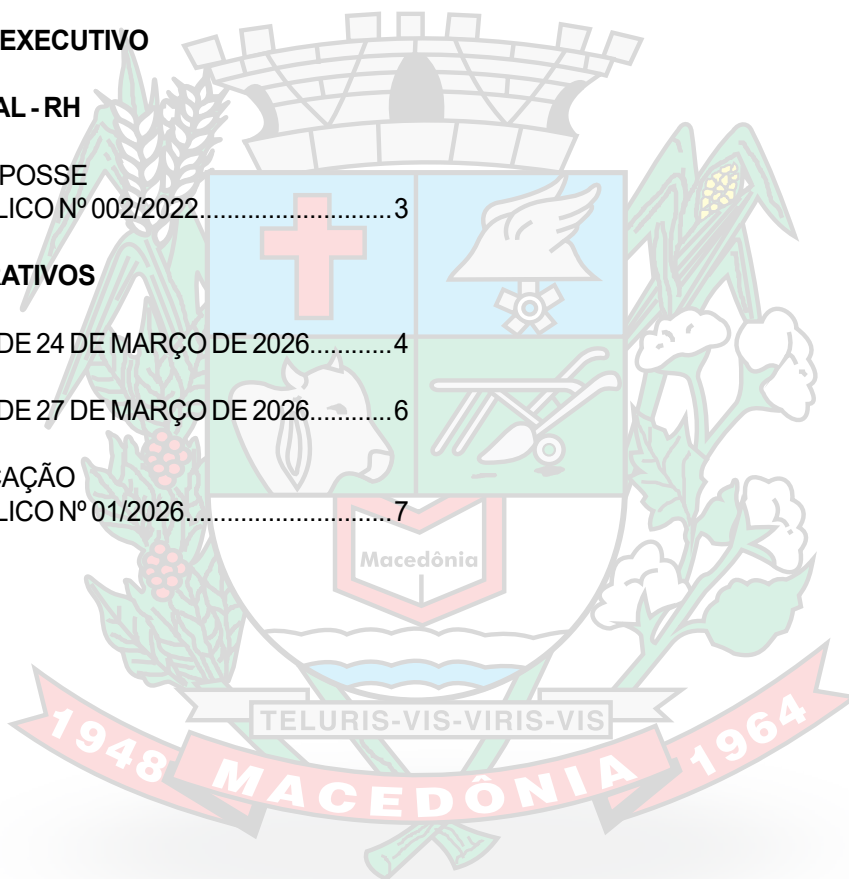 EXECUTIVO
AL - RH
POSSE
LICO Nº 002/2022............................3
RATIVOS
DE 24 DE MARÇO DE 2026............4
DE 27 DE MARÇO DE 2026............6
CAÇÃO
LICO Nº 01/2026..............................7
Macedônia
TELURIS-VIS-VIRIS-VIS
1948 MACEDÔNIA 1964